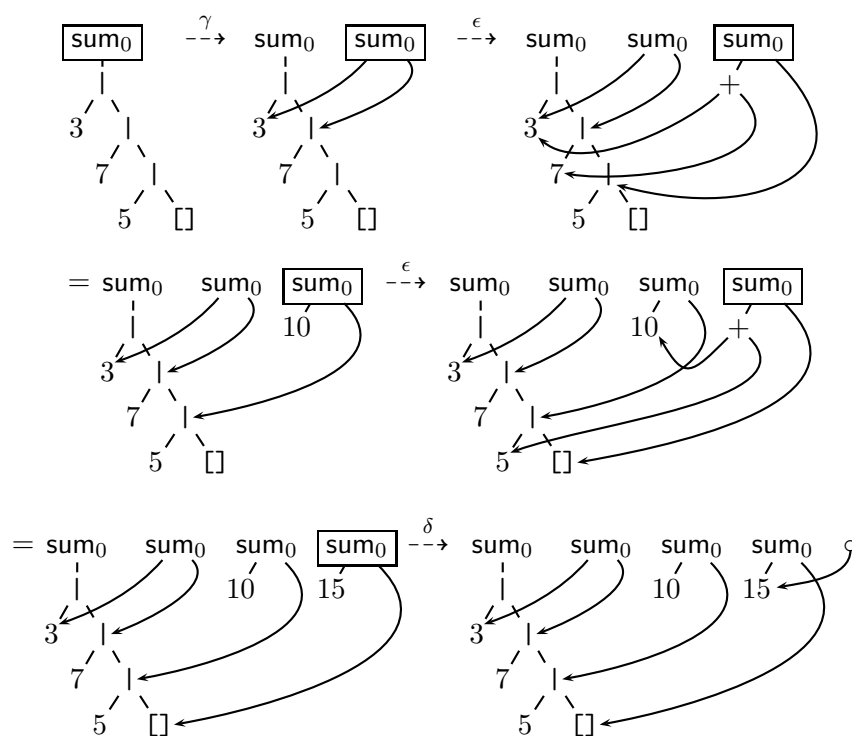 sum₀ γ sum₀ sum₀ ϵ sum₀ sum₀ sum₀
| | | +
3 | 3 | 3 |
7 | 7 | 7 |
5 [] 5 [] 5 []
= sum₀ sum₀ sum₀ ϵ sum₀ sum₀ sum₀ sum₀
| 10 | 10 +
3 | 3 |
7 | 7 |
5 [] 5 []
= sum₀ sum₀ sum₀ sum₀ δ sum₀ sum₀ sum₀ sum₀
| 10 15 | 10 15
3 | 3 |
7 | 7 |
5 [] 5 []